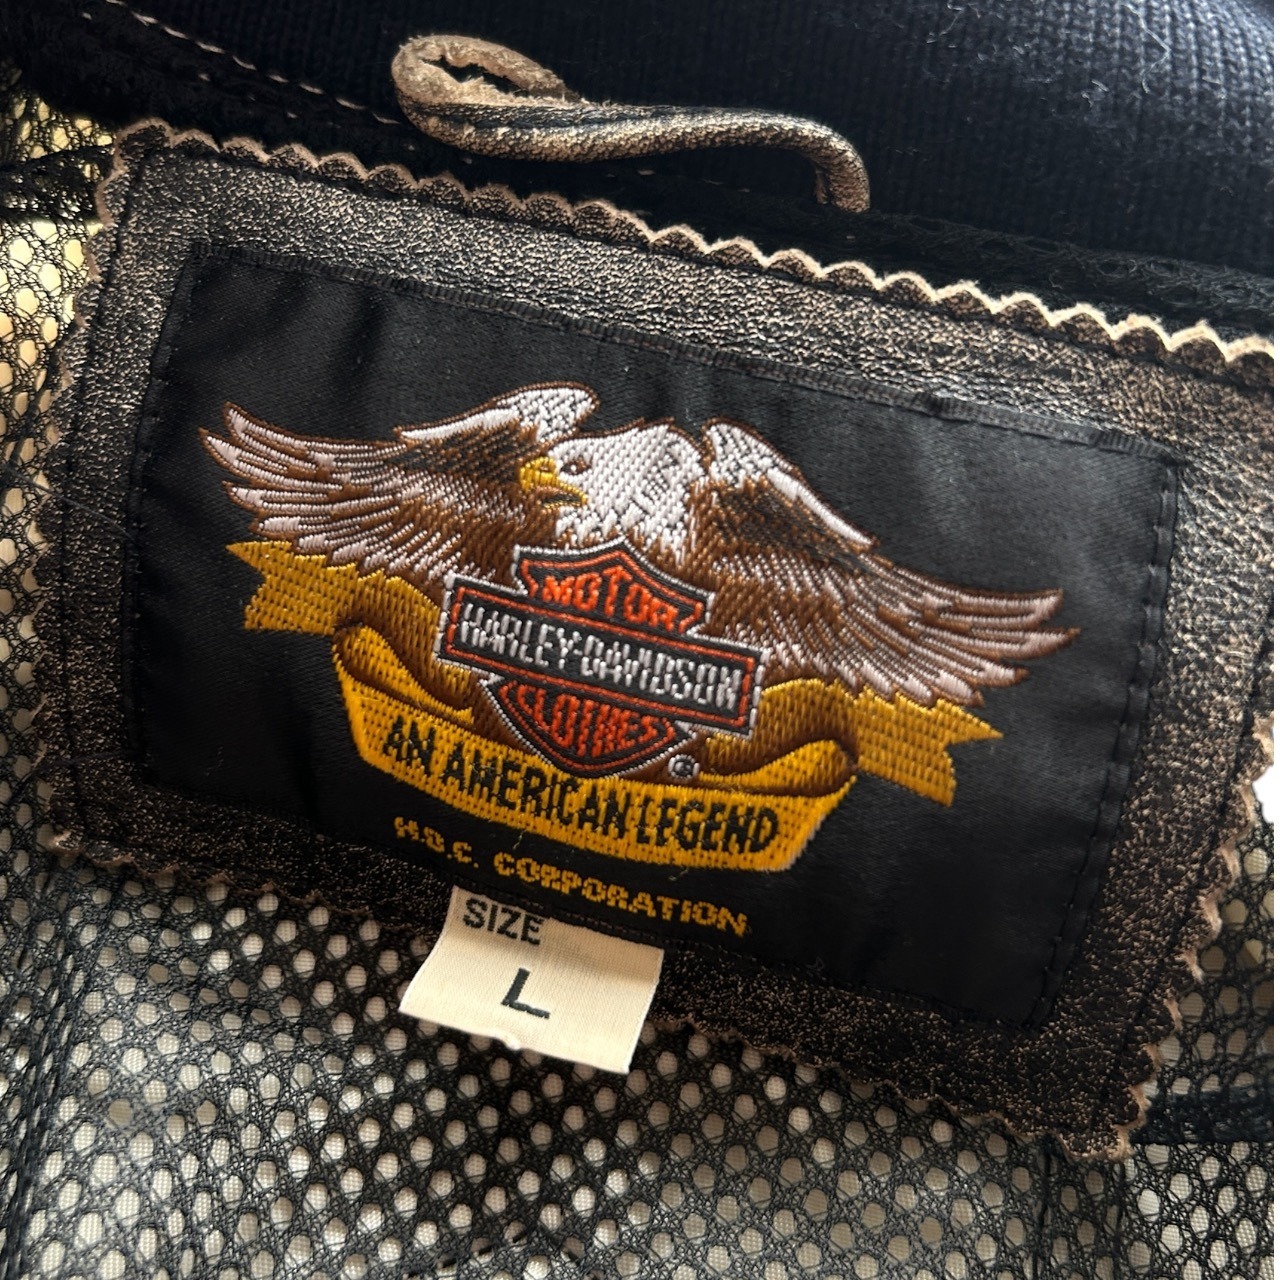 MOTOR
HARLEY-DAVIDSON
CLOTHES
®
AN AMERICAN LEGEND
H.D.C. CORPORATION
SIZE
L